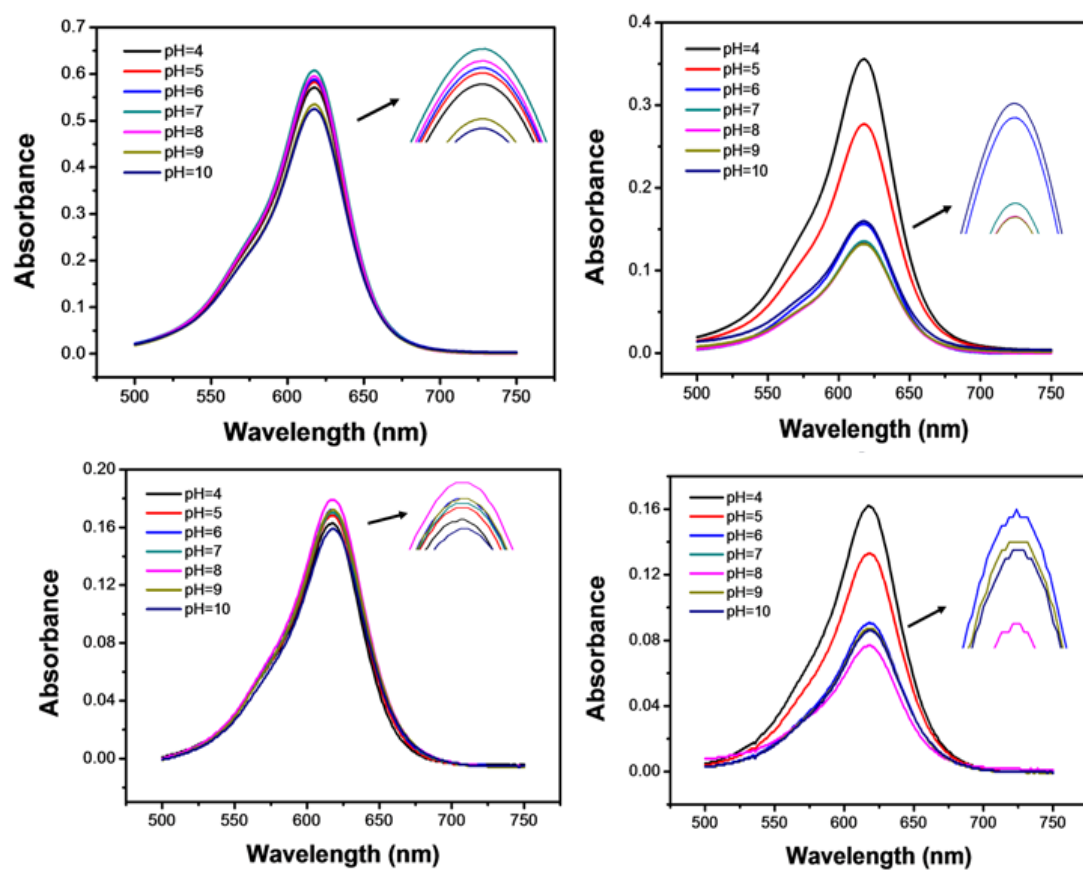 0.7
0.6
0.5
0.4
0.3
0.2
0.1
0.0
Absorbance
pH=4
pH=5
pH=6
pH=7
pH=8
pH=9
pH=10
500 550 600 650 700 750
Wavelength (nm)
0.4
0.3
0.2
0.1
0.0
Absorbance
pH=4
pH=5
pH=6
pH=7
pH=8
pH=9
pH=10
500 550 600 650 700 750
Wavelength (nm)
0.20
0.16
0.12
0.08
0.04
0.00
Absorbance
pH=4
pH=5
pH=6
pH=7
pH=8
pH=9
pH=10
500 550 600 650 700 750
Wavelength (nm)
0.16
0.12
0.08
0.04
0.00
Absorbance
pH=4
pH=5
pH=6
pH=7
pH=8
pH=9
pH=10
500 550 600 650 700 750
Wavelength (nm)